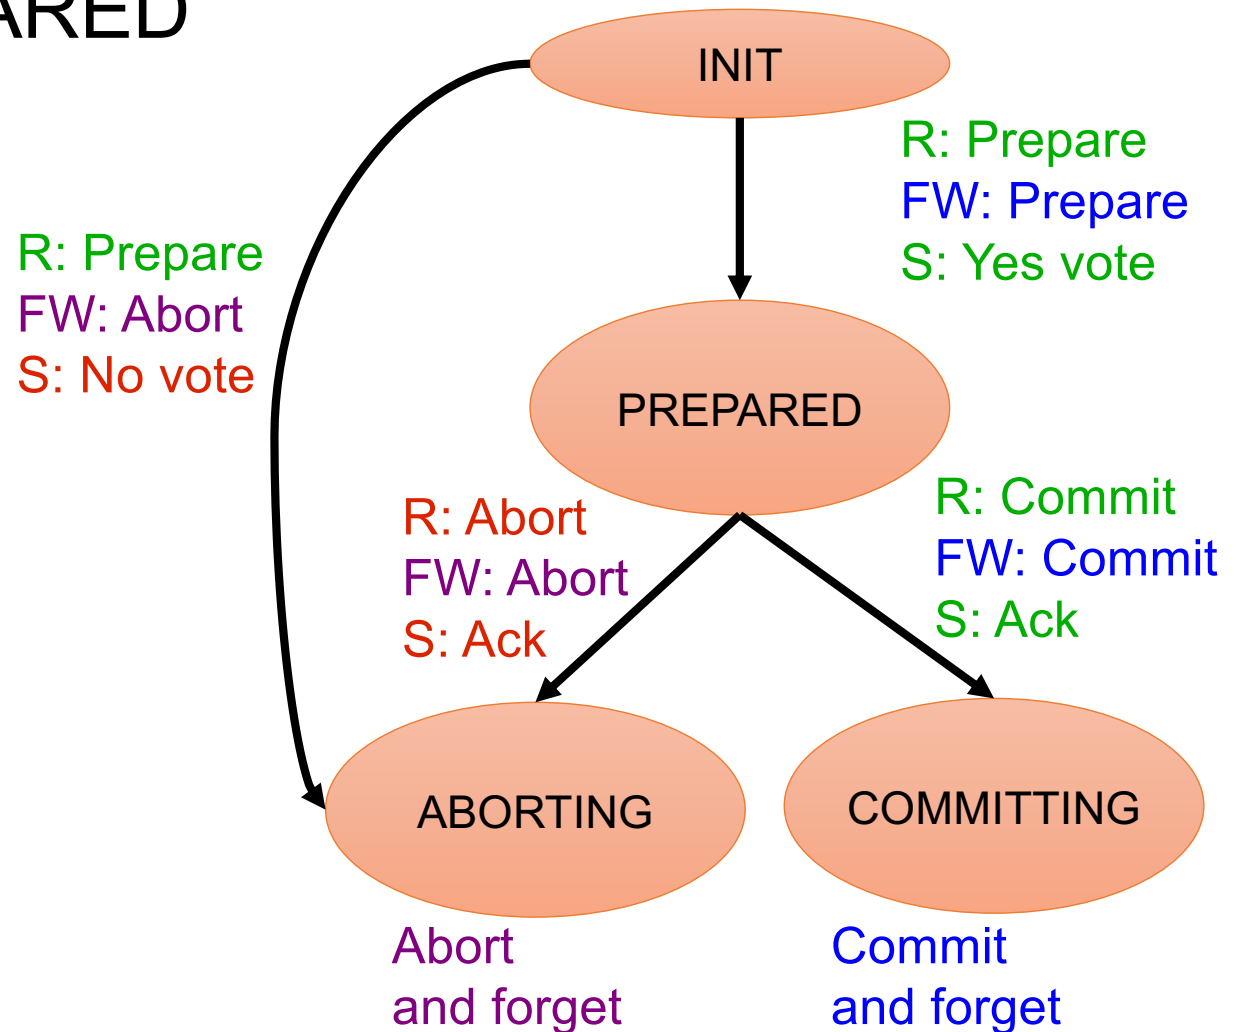 ARED
INIT
R: Prepare
FW: Prepare
S: Yes vote
R: Prepare
FW: Abort
S: No vote
PREPARED
R: Abort
FW: Abort
S: Ack
R: Commit
FW: Commit
S: Ack
ABORTING
COMMITTING
Abort
and forget
Commit
and forget